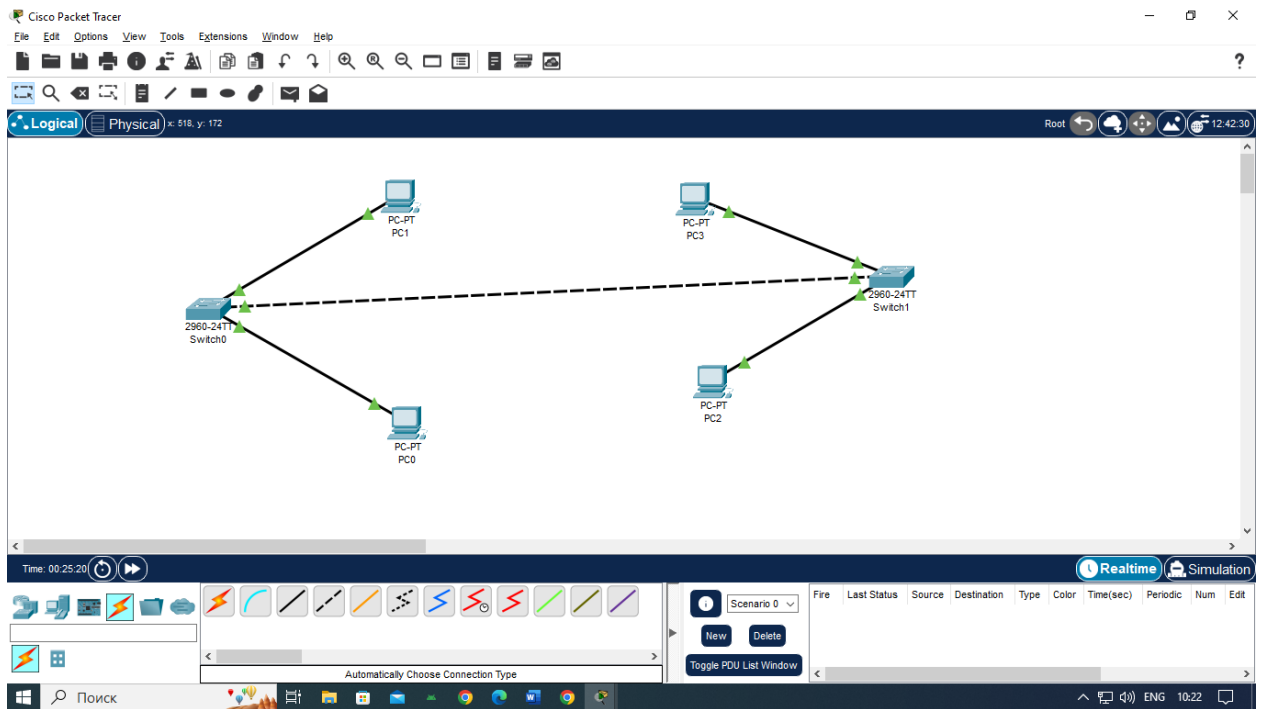 Cisco Packet Tracer
File Edit Options View Tools Extensions Window Help
?
Logical Physical x: 518, y: 172 Root 12:42:30
PC-PT
PC1
PC-PT
PC3
2960-24TT
Switch0
2960-24TT
Switch1
PC-PT
PC2
PC-PT
PC0
Time: 00:25:20 Realtime Simulation
Scenario 0
New Delete
Toggle PDU List Window
Fire Last Status Source Destination Type Color Time(sec) Periodic Num Edit
Automatically Choose Connection Type
Поиск ENG 10:22